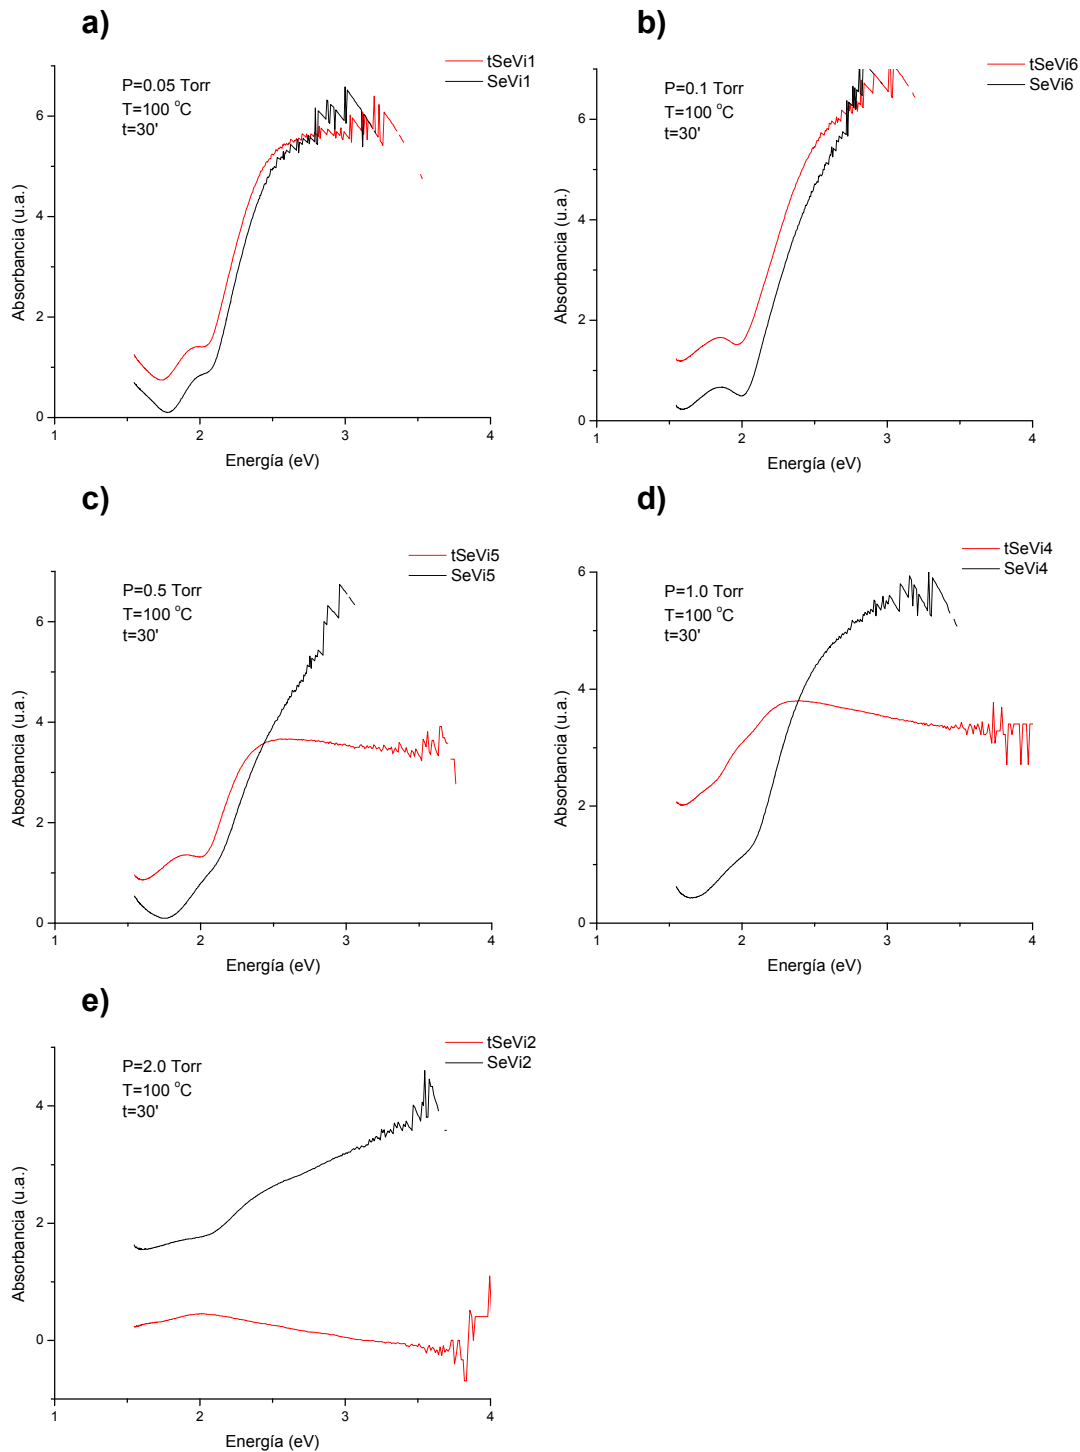 a)
tSeVi1
SeVi1
P=0.05 Torr
T=100 °C
t=30'
6
4
2
0
1
2
3
4
Absorbancia (u.a.)
Energía (eV)
b)
tSeVi6
SeVi6
P=0.1 Torr
T=100 °C
t=30'
6
4
2
0
1
2
3
4
Absorbancia (u.a.)
Energía (eV)
c)
tSeVi5
SeVi5
P=0.5 Torr
T=100 °C
t=30'
6
4
2
0
1
2
3
4
Absorbancia (u.a.)
Energía (eV)
d)
tSeVi4
SeVi4
P=1.0 Torr
T=100 °C
t=30'
6
4
2
0
1
2
3
4
Absorbancia (u.a.)
Energía (eV)
e)
tSeVi2
SeVi2
P=2.0 Torr
T=100 °C
t=30'
4
2
0
1
2
3
4
Absorbancia (u.a.)
Energía (eV)